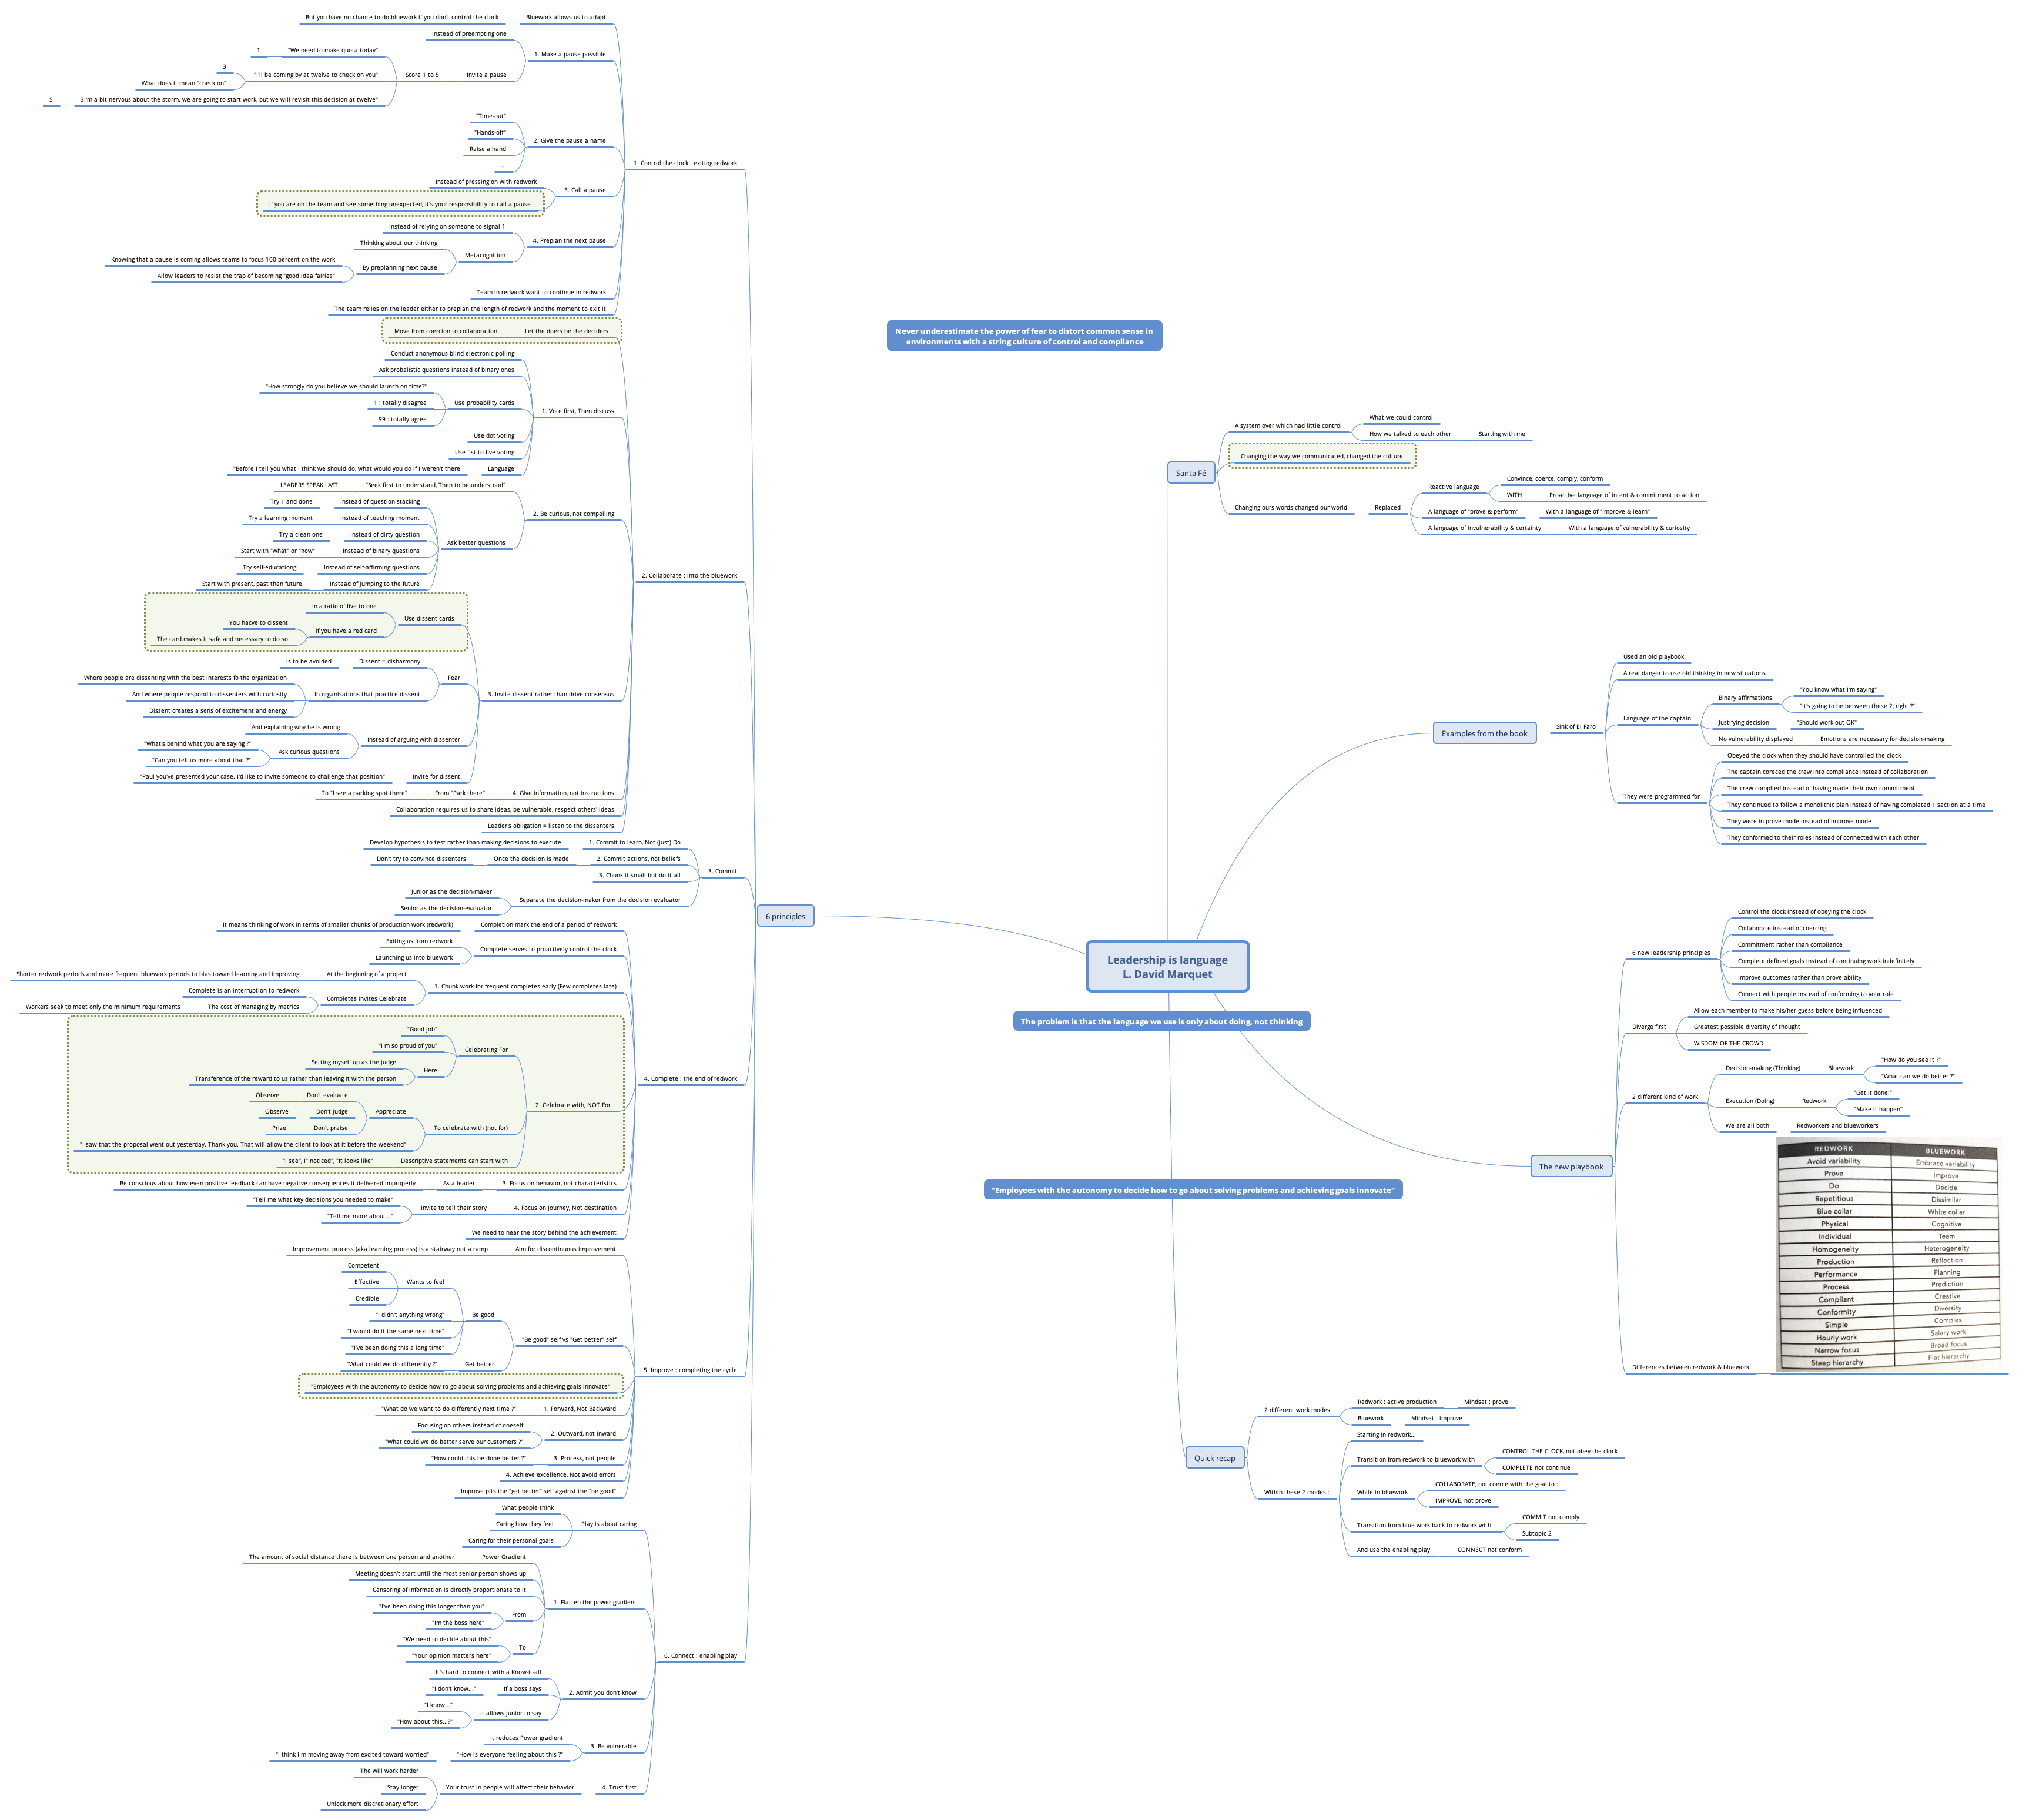 Leadership is language
L. David Marquet
The problem is that the language we use is only about doing, not thinking
"Employees with the autonomy to decide how to go about solving problems and achieving goals innovate"
Never underestimate the power of fear to distort common sense in
environments with a string culture of control and compliance
Santa Fé
A system over which had little control
What we could control
How we talked to each other
Starting with me
Changing the way we communicated, changed the culture
Changing ours words changed our world
Replaced
Reactive language
Convince, coerce, comply, conform
WITH
Proactive language of intent & commitment to action
A language of "prove & perform"
With a language of "improve & learn"
A language of invulnerability & certainty
With a language of vulnerability & curiosity
Examples from the book
Sink of El Faro
Used an old playbook
A real danger to use old thinking in new situations
Language of the captain
Binary affirmations
"You know what I'm saying"
"It's going to be between these 2, right ?"
Justifying decision
"Should work out OK"
No vulnerability displayed
Emotions are necessary for decision-making
They were programmed for
Obeyed the clock when they should have controlled the clock
The captain coreced the crew into compliance instead of collaboration
The crew complied instead of having made their own commitment
They continued to follow a monolithic plan instead of having completed 1 section at a time
They were in prove mode instead of improve mode
They conformed to their roles instead of connected with each other
The new playbook
6 new leadership principles
Control the clock instead of obeying the clock
Collaborate instead of coercing
Commitment rather than compliance
Complete defined goals instead of continuing work indefinitely
Improve outcomes rather than prove ability
Connect with people instead of conforming to your role
Diverge first
Allow each member to make his/her guess before being influenced
Greatest possible diversity of thought
WISDOM OF THE CROWD
2 different kind of work
Decision-making (Thinking)
Bluework
"How do you see it ?"
"What can we do better ?"
Execution (Doing)
Redwork
"Get it done!"
"Make it happen"
We are all both
Redworkers and blueworkers
Differences between redwork & bluework
REDWORK BLUEWORK
Avoid variability Embrace variability
Prove Improve
Do Decide
Repetitious Dissimilar
Blue collar White collar
Physical Cognitive
Individual Team
Homogeneity Heterogeneity
Production Reflection
Performance Planning
Process Prediction
Compliant Creative
Conformity Diversity
Simple Complex
Hourly work Salary work
Narrow focus Broad focus
Steep hierarchy Flat hierarchy
Quick recap
2 different work modes
Redwork : active production
Mindset : prove
Bluework
Mindset : improve
Within these 2 modes :
Starting in redwork...
Transition from redwork to bluework with
CONTROL THE CLOCK, not obey the clock
COMPLETE not continue
While in bluework
COLLABORATE, not coerce with the goal to :
IMPROVE, not prove
Transition from blue work back to redwork with :
COMMIT not comply
Subtopic 2
And use the enabling play
CONNECT not conform
6 principles
1. Control the clock : exiting redwork
Bluework allows us to adapt
But you have no chance to do bluework if you don't control the clock
1. Make a pause possible
Instead of preempting one
Invite a pause
Score 1 to 5
"We need to make quota today"
1
"I'll be coming by at twelve to check on you"
3
What does it mean "check on"
3I'm a bit nervous about the storm. we are going to start work, but we will revisit this decision at twelve"
5
2. Give the pause a name
"Time-out"
"Hands-off"
Raise a hand
...
3. Call a pause
Instead of pressing on with redwork
If you are on the team and see something unexpected, it's your responsibility to call a pause
4. Preplan the next pause
Instead of relying on someone to signal 1
Metacognition
Thinking about our thinking
By preplanning next pause
Knowing that a pause is coming allows teams to focus 100 percent on the work
Allow leaders to resist the trap of becoming "good idea fairies"
Team in redwork want to continue in redwork
The team relies on the leader either to preplan the length of redwork and the moment to exit it
2. Collaborate : into the bluework
Let the doers be the deciders
Move from coercion to collaboration
1. Vote first, Then discuss
Conduct anonymous blind electronic polling
Ask probalistic questions instead of binary ones
Use probability cards
"How strongly do you believe we should launch on time?"
1 : totally disagree
99 : totally agree
Use dot voting
Use fist to five voting
Language
"Before I tell you what I think we should do, what would you do if I weren't there
2. Be curious, not compelling
"Seek first to understand, Then to be understood"
LEADERS SPEAK LAST
Ask better questions
Instead of question stacking
Try 1 and done
Instead of teaching moment
Try a learning moment
Instead of dirty question
Try a clean one
Instead of binary questions
Start with "what" or "how"
Instead of self-affirming questions
Try self-educationg
Instead of jumping to the future
Start with present; past then future
3. Invite dissent rather than drive consensus
Use dissent cards
In a ratio of five to one
If you have a red card
You hacve to dissent
The card makes it safe and necessary to do so
Fear
Dissent = disharmony
is to be avoided
In organisations that practice dissent
Where people are dissenting with the best interests fo the organization
And where people respond to dissenters with curiosity
Dissent creates a sens of excitement and energy
Instead of arguing with dissenter
And explaining why he is wrong
Ask curious questions
"What's behind what you are saying ?"
"Can you tell us more about that ?"
Invite for dissent
"Paul you've presented your case. I'd like to invite someone to challenge that position"
4. Give information, not instructions
From "Park there"
To "I see a parking spot there"
Collaboration requires us to share ideas, be vulnerable, respect others' ideas
Leader's obligation = listen to the dissenters
3. Commit
1. Commit to learn, Not (just) Do
Develop hypothesis to test rather than making decisions to execute
2. Commit actions, not beliefs
Once the decision is made
Don't try to convince dissenters
3. Chunk it small but do it all
Separate the decision-maker from the decision evaluator
Junior as the decision-maker
Senior as the decision-evaluator
4. Complete : the end of redwork
Completion mark the end of a period of redwork
It means thinking of work in terms of smaller chunks of production work (redwork)
Complete serves to proactively control the clock
Exiting us from redwork
Launching us into bluework
1. Chunk work for frequent completes early (Few completes late)
At the beginning of a project
Shorter redwork periods and more frequent bluework periods to bias toward learning and improving
Completes invites Celebrate
Complete is an interruption to redwork
The cost of managing by metrics
Workers seek to meet only the minimum requirements
2. Celebrate with, NOT For
Celebrating For
"Good job"
"I m so proud of you"
Here
Setting myself up as the judge
Transference of the reward to us rather than leaving it with the person
To celebrate with (not for)
Appreciate
Don't evaluate
Observe
Don't judge
Observe
Don't praise
Prize
"I saw that the proposal went out yesterday. Thank you. That will allow the client to look at it before the weekend"
Descriptive statements can start with
"I see", I" noticed", "It looks like"
3. Focus on behavior, not characteristics
As a leader
Be conscious about how even positive feedback can have negative consequences it delivered improperly
4. Focus on Journey, Not destination
Invite to tell their story
"Tell me what key decisions you needed to make"
"Tell me more about..."
We need to hear the story behind the achievement
5. Improve : completing the cycle
Aim for discontinuous improvement
Improvement process (aka learning process) is a stairway not a ramp
"Be good" self vs "Get better" self
Be good
Wants to feel
Competent
Effective
Credible
"I didn't anything wrong"
"I would do it the same next time"
"I've been doing this a long time"
Get better
"What could we do differently ?"
"Employees with the autonomy to decide how to go about solving problems and achieving goals innovate"
1. Forward, Not Backward
"What do we want to do differently next time ?"
2. Outward, not inward
Focusing on others instead of oneself
"What could we do better serve our customers ?"
3. Process, not people
"How could this be done better ?"
4. Achieve excellence, Not avoid errors
Improve pits the "get better" self against the "be good"
6. Connect : enabling play
Play is about caring
What people think
Caring how they feel
Caring for their personal goals
1. Flatten the power gradient
Power Gradient
The amount of social distance there is between one person and another
Meeting doesn't start until the most senior person shows up
Censoring of information is directly proportionate to it
From
"I've been doing this longer than you"
"Im the boss here"
To
"We need to decide about this"
"Your opinion matters here"
2. Admit you don't know
It's hard to connect with a Know-it-all
If a boss says
"I don't know..."
It allows junior to say
"I know..."
"How about this...?"
3. Be vulnerable
It reduces Power gradient
"How is everyone feeling about this ?"
"I think I m moving away from excited toward worried"
4. Trust first
Your trust in people will affect their behavior
The will work harder
Stay longer
Unlock more discretionary effort